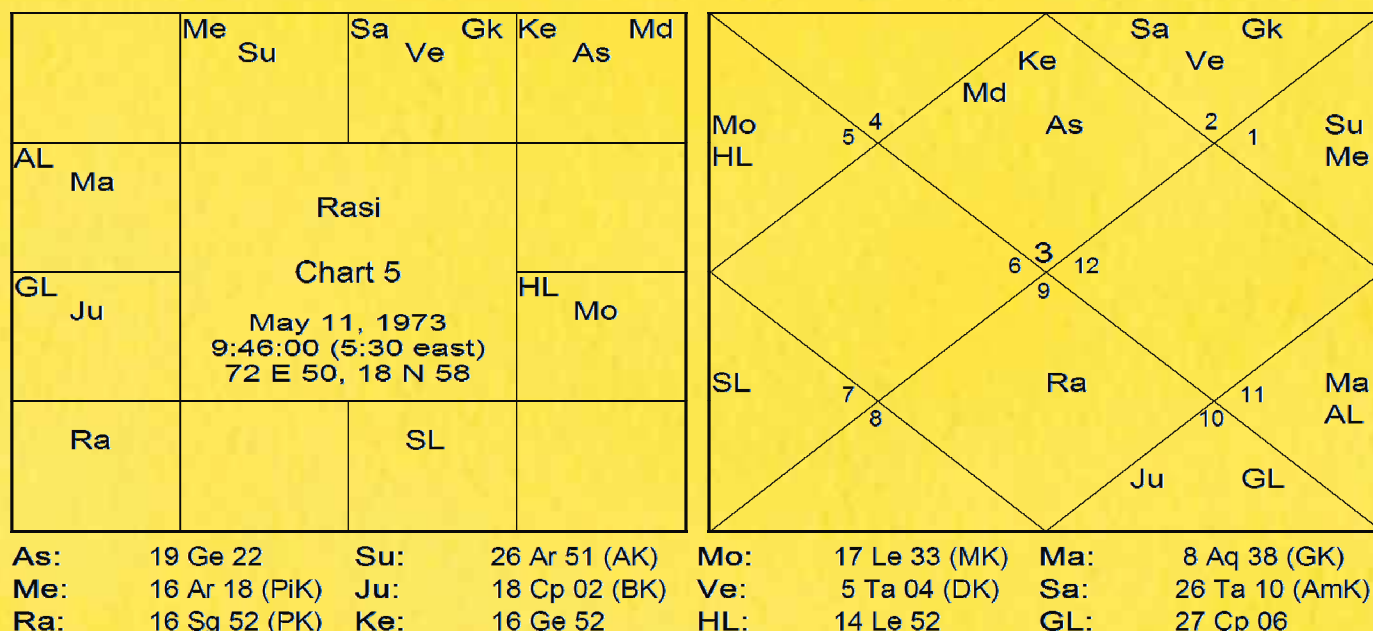 Me Sa Gk Ke Md
Su Ve As
AL
Ma
Rasi
Chart 5
May 11, 1973
9:46:00 (5:30 east)
72 E 50, 18 N 58
GL
Ju
HL
Mo
Ra SL
Sa Gk
Ke Ve
Md
Mo 5 4 As 2 1 Su
HL Me
3
6 12
9
SL 7 Ra 11 Ma
8 10 AL
Ju GL
As: 19 Ge 22 Su: 26 Ar 51 (AK) Mo: 17 Le 33 (MK) Ma: 8 Aq 38 (GK)
Me: 16 Ar 18 (PiK) Ju: 18 Cp 02 (BK) Ve: 5 Ta 04 (DK) Sa: 26 Ta 10 (AmK)
Ra: 16 Sg 52 (PK) Ke: 16 Ge 52 HL: 14 Le 52 GL: 27 Cp 06